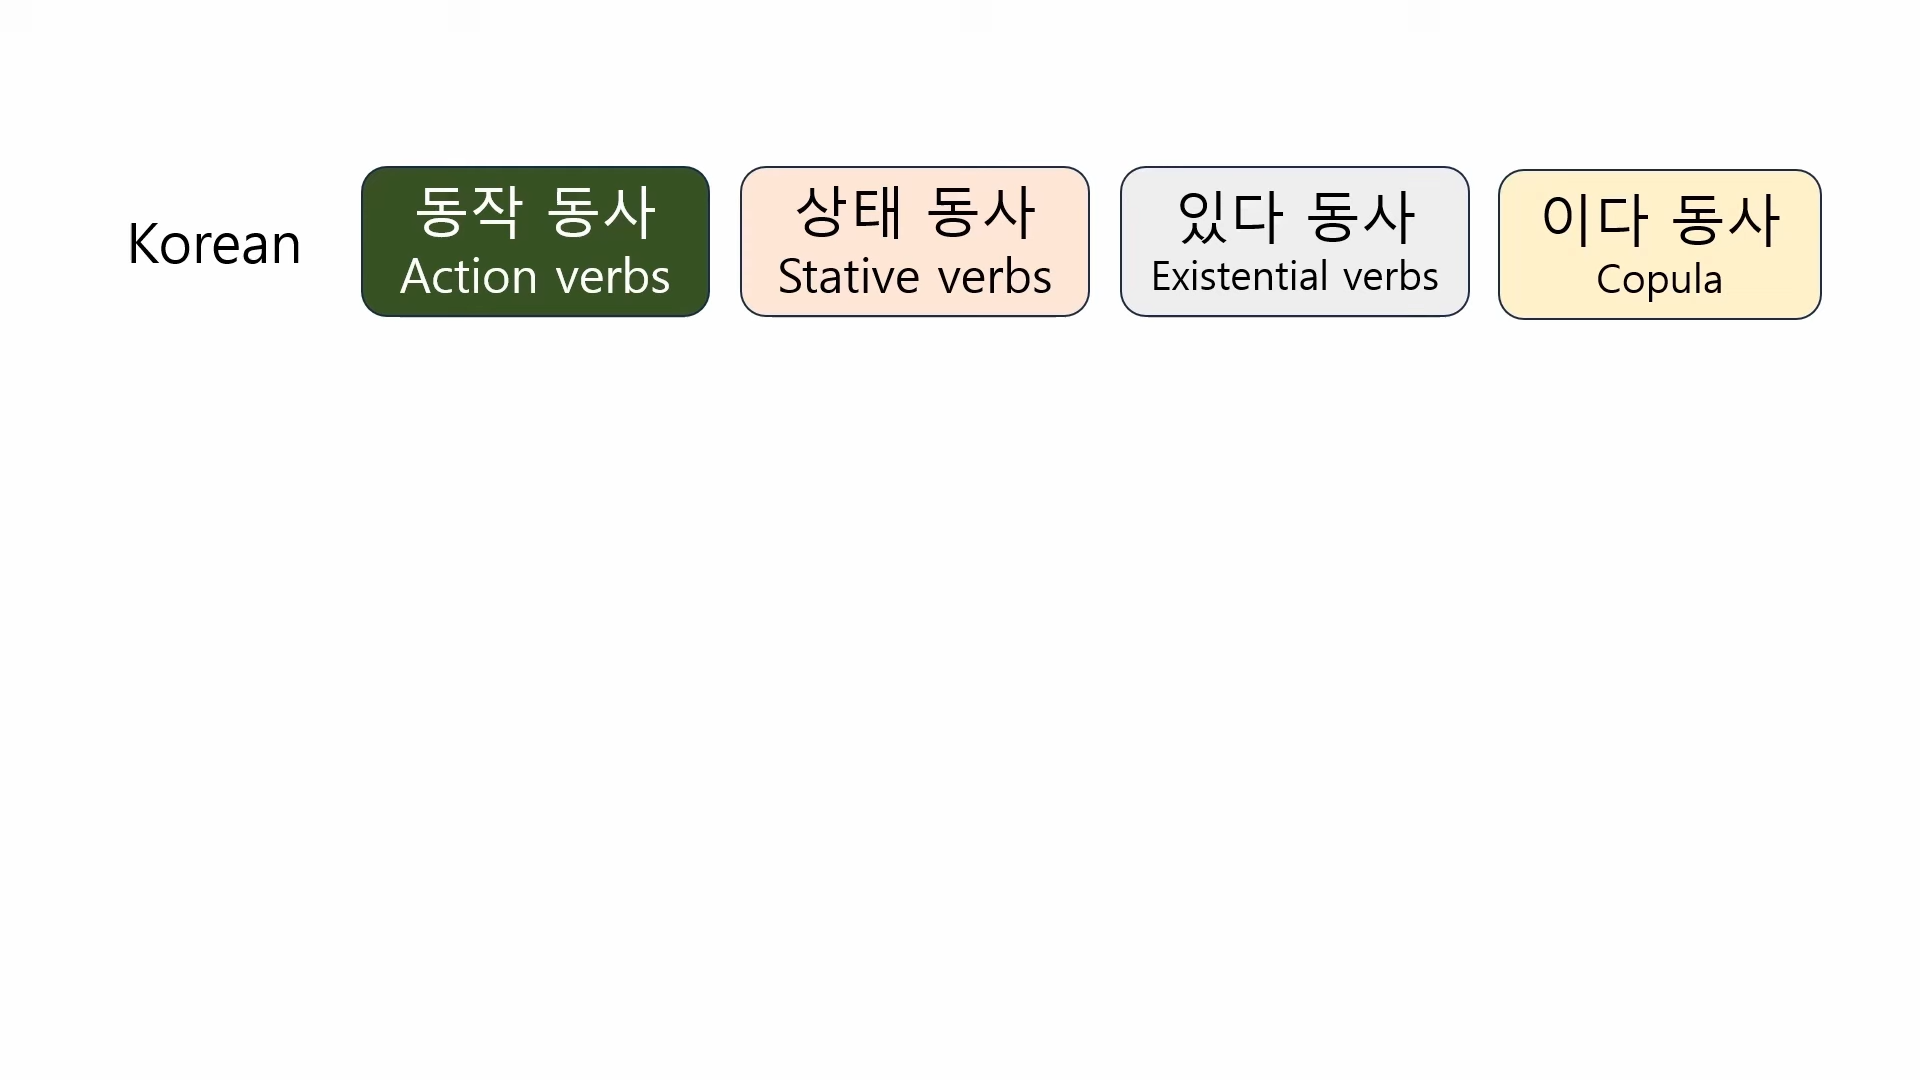 Korean
동작 동사
Action verbs
상태 동사
Stative verbs
있다 동사
Existential verbs
이다 동사
Copula